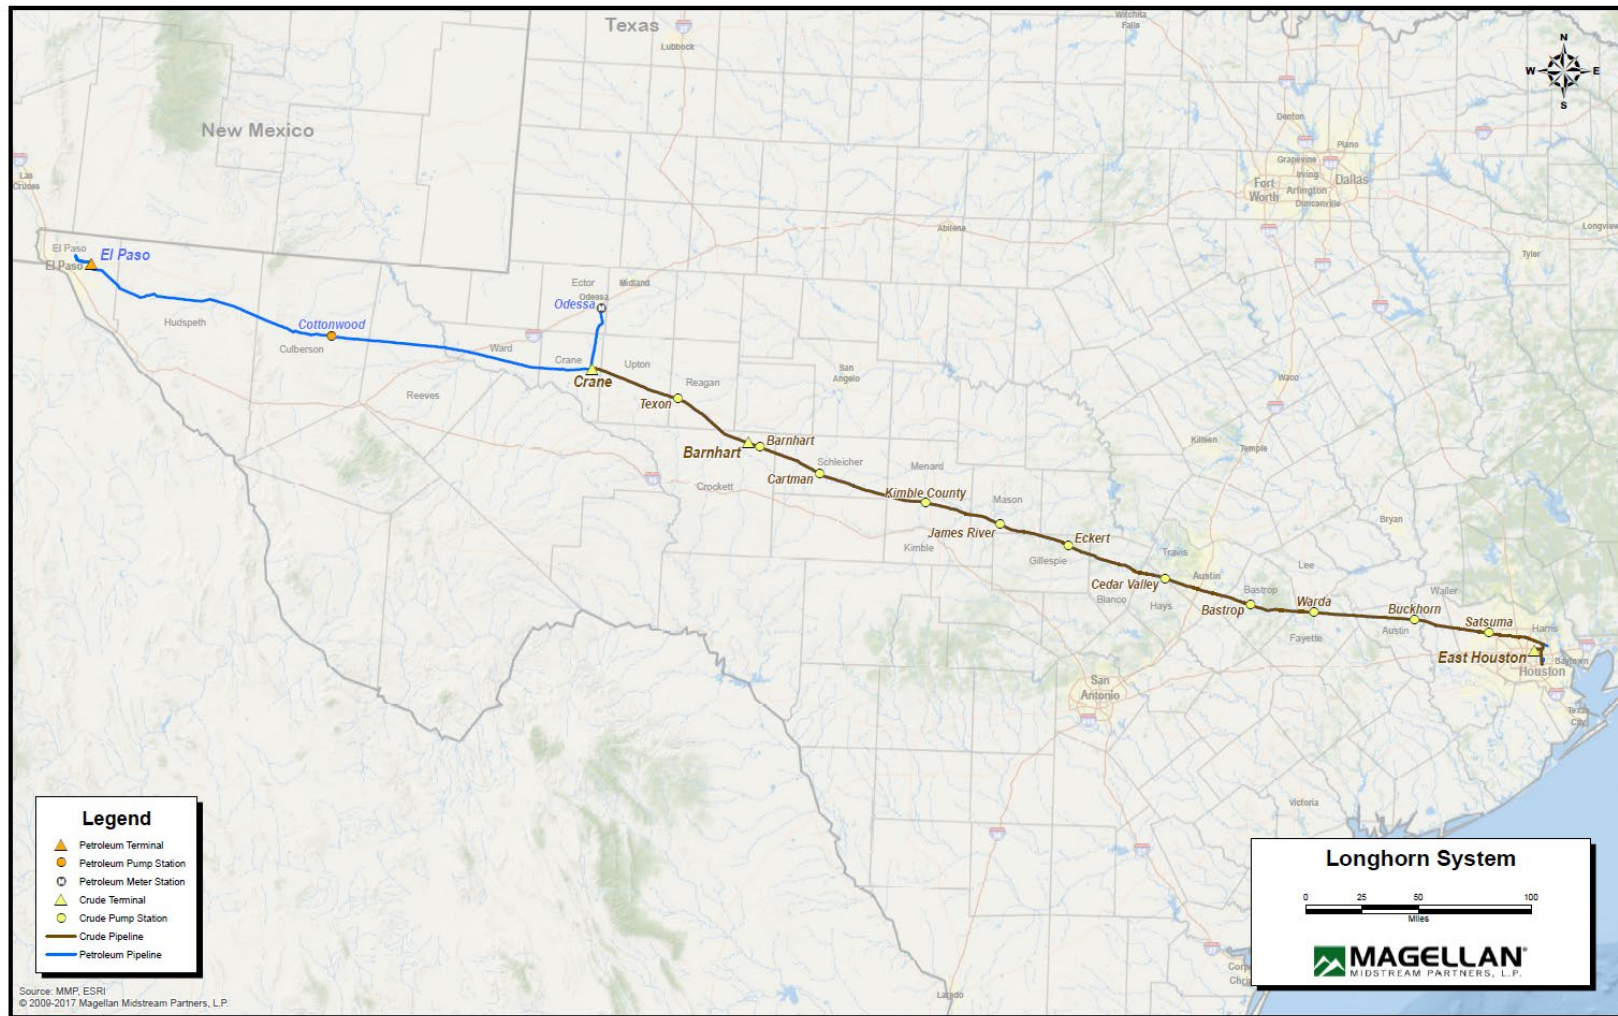 Texas
Wichita
Falls
Lubbock
N
W
E
S
New Mexico
Denton
Plano
Grapevine
Irving
Dallas
Fort
Worth
Arlington
Duncanville
Las
Cruces
Longview
Abilene
Tyler
El Paso
El Paso
El Paso
Ector
Midland
Odessa
Odessa
Hudspeth
Cottonwood
Culberson
Ward
Crane
Upton
San
Angelo
Waco
Crane
Reagan
Reeves
Texon
Killeen
Temple
Barnhart
Barnhart
Schleicher
Menard
Cartman
Crockett
Kimble County
Mason
Bryan
James River
Eckert
Kimble
Gillespie
Travis
Lee
Austin
Cedar Valley
Blanco
Hays
Bastrop
Bastrop
Warda
Waller
Buckhorn
Fayette
Austin
Satsuma
Harris
East Houston
Baytown
Houston
San
Antonio
Texas
City
Victoria
Laredo
Corpus
Christi
Legend
Petroleum Terminal
Petroleum Pump Station
Petroleum Meter Station
Crude Terminal
Crude Pump Station
Crude Pipeline
Petroleum Pipeline
Source: MMP, ESRI
© 2009-2017 Magellan Midstream Partners, L.P.
Longhorn System
0 25 50 100
Miles
MAGELLAN®
MIDSTREAM PARTNERS, L.P.